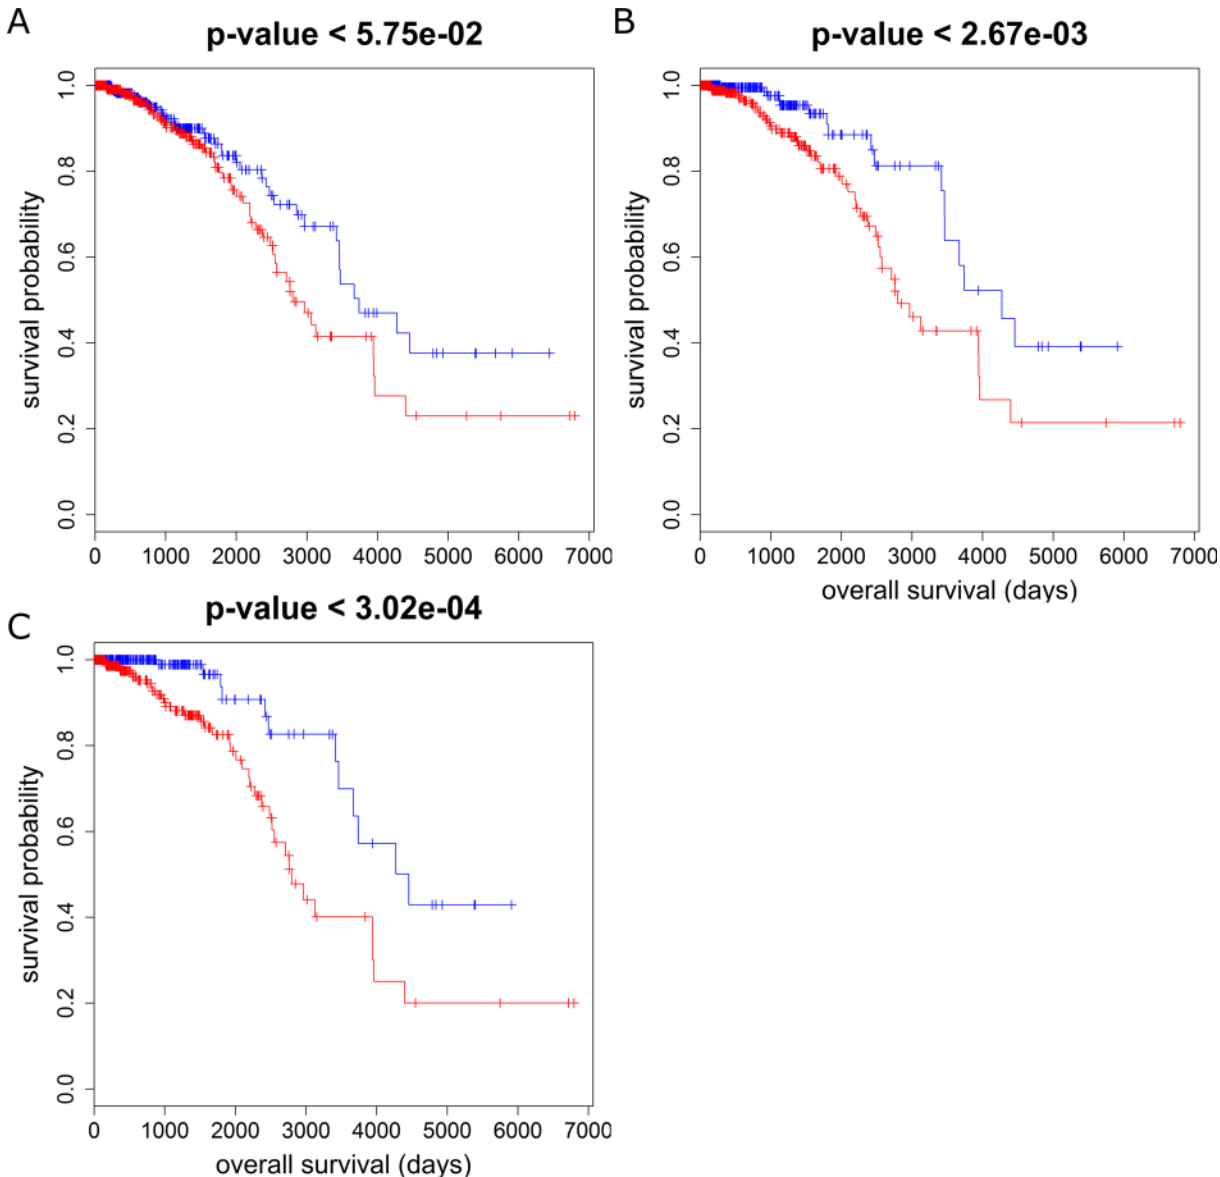 A
p-value < 5.75e-02
survival probability
1.0
0.8
0.6
0.4
0.2
0.0
0 1000 2000 3000 4000 5000 6000 7000
B
p-value < 2.67e-03
survival probability
1.0
0.8
0.6
0.4
0.2
0.0
0 1000 2000 3000 4000 5000 6000 7000
overall survival (days)
C
p-value < 3.02e-04
survival probability
1.0
0.8
0.6
0.4
0.2
0.0
0 1000 2000 3000 4000 5000 6000 7000
overall survival (days)